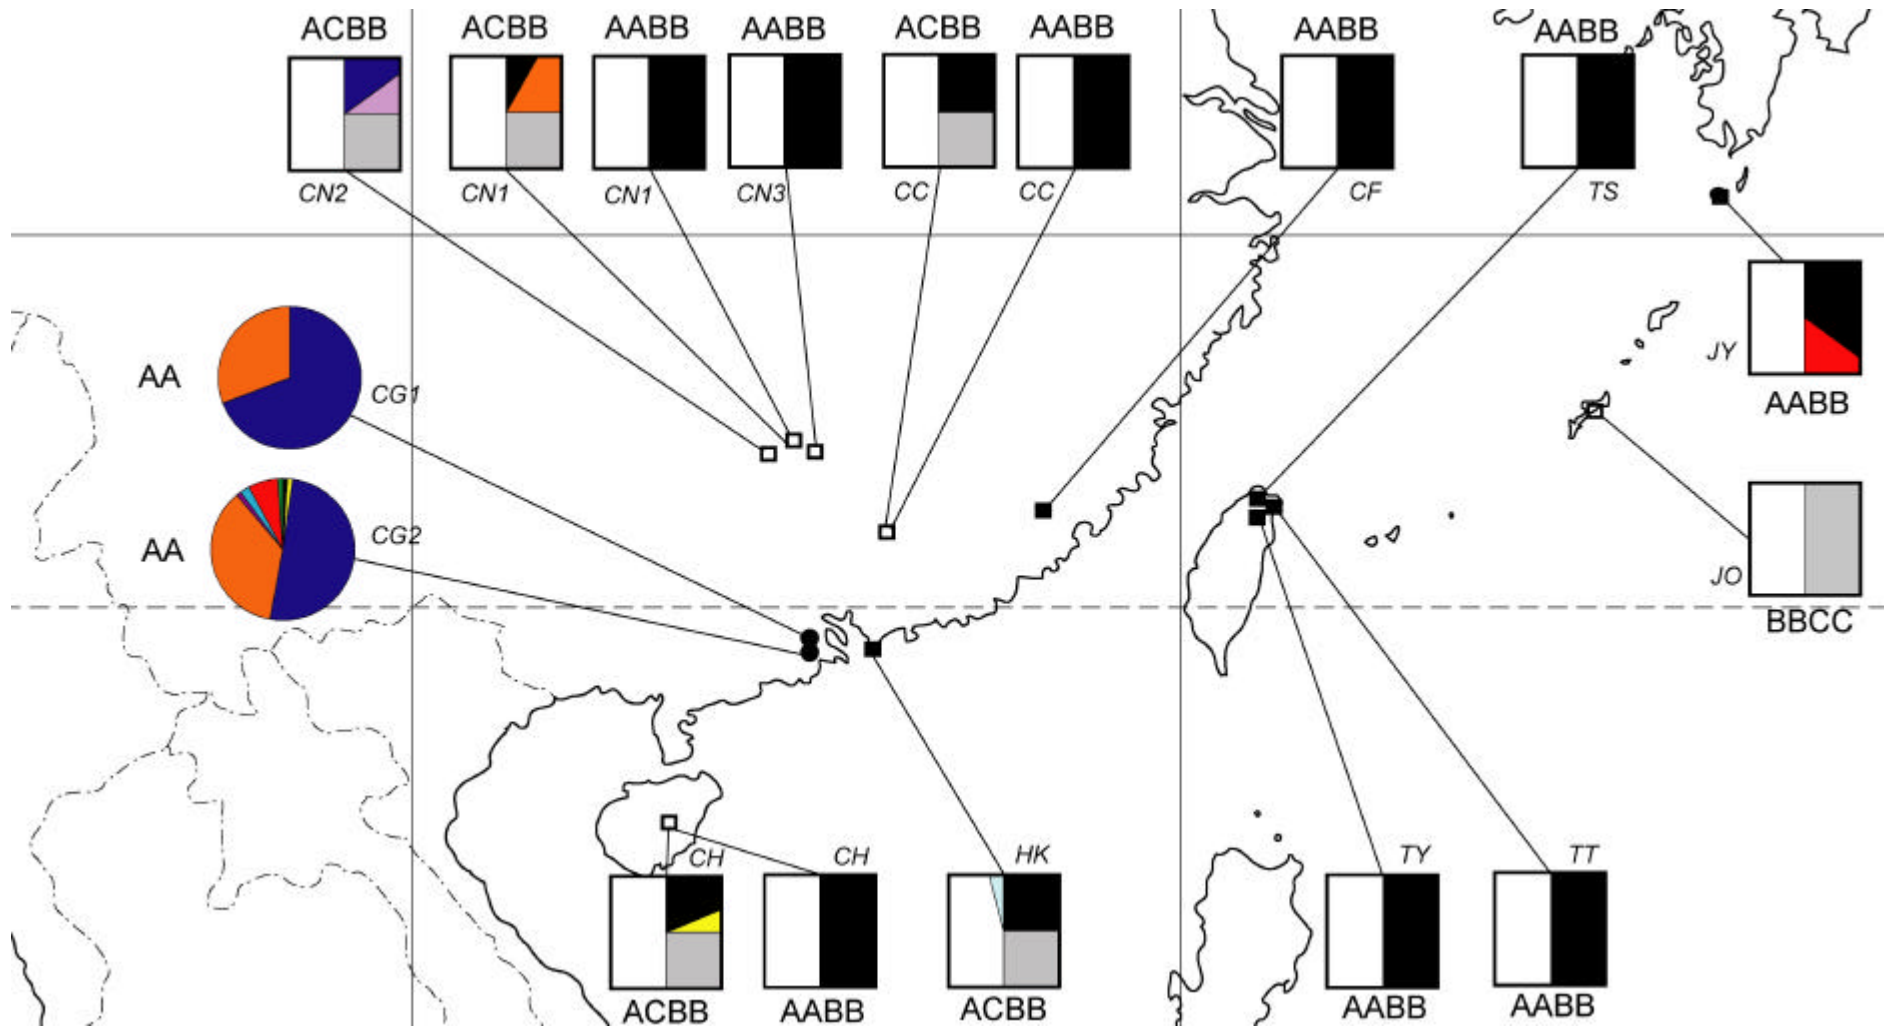 ACBB ACBB AABB AABB ACBB AABB AABB AABB
CN2 CN1 CN1 CN3 CC CC CF TS
AA CG1
JY
AABB
AA CG2
JO
BBCC
CH CH HK TY TT
ACBB AABB ACBB AABB AABB